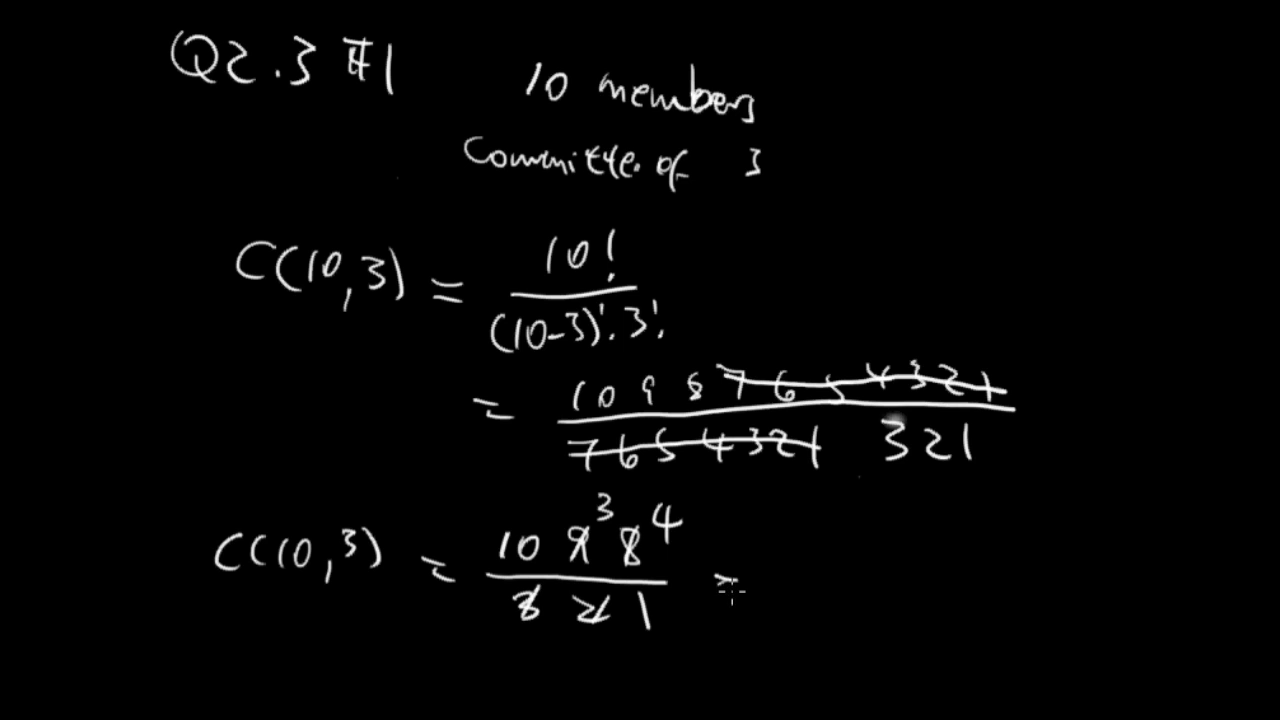 Q2.3 #1
10 members
Committe of 3
C(10,3) = 10!
(10-3)! 3!
= 10 9 8 7 6 5 4 3 2 1
7 6 5 4 3 2 1 3 2 1
C(10,3) = 10 9 3 8 4 =
3 2 1